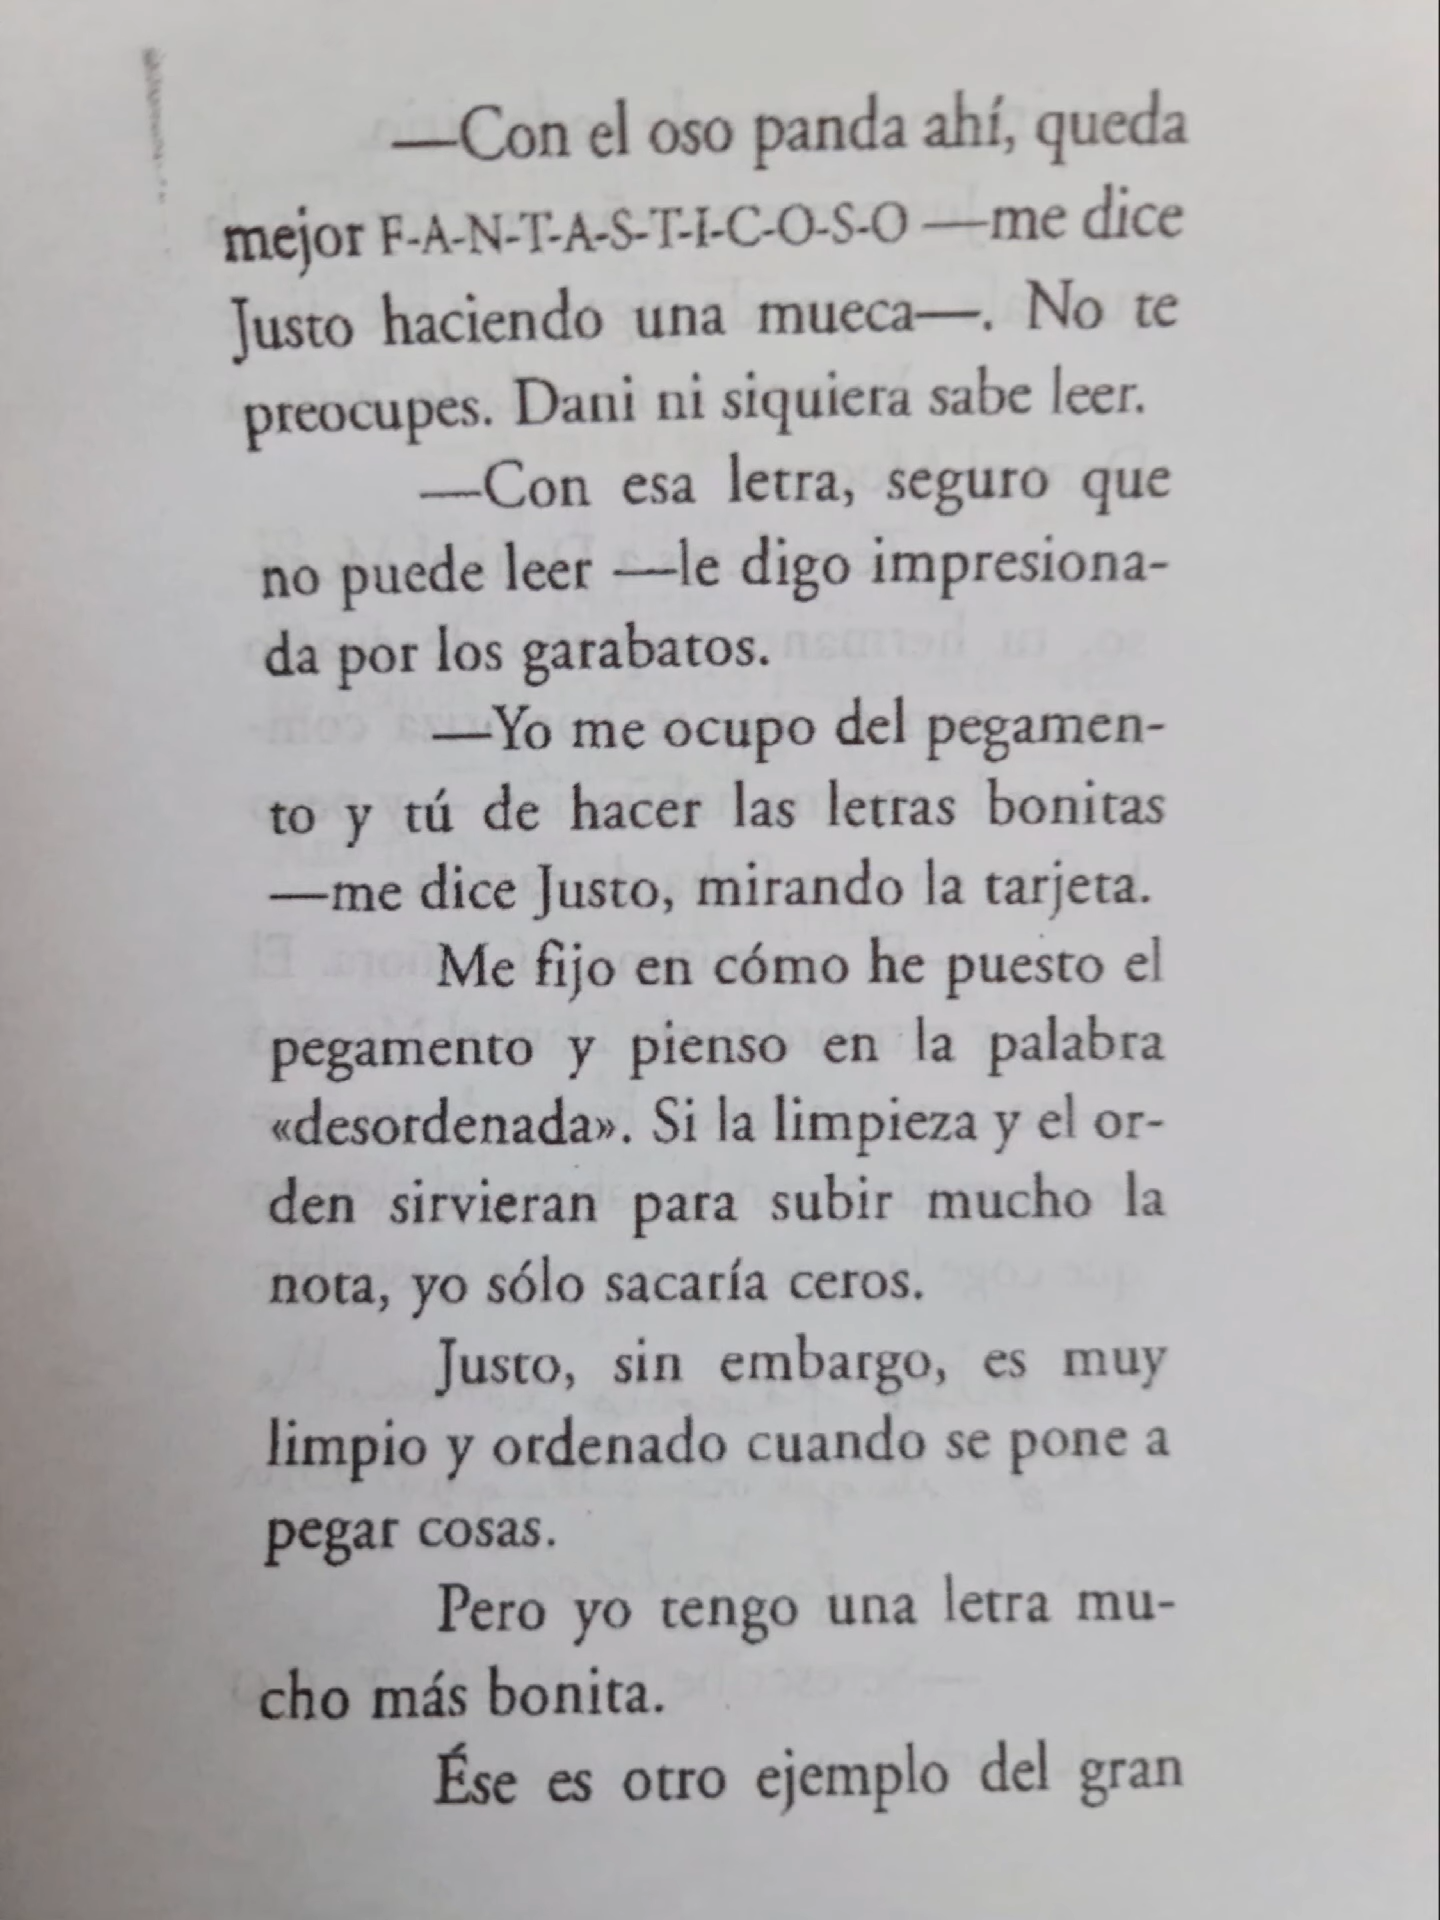 —Con el oso panda ahí, queda
mejor F-A-N-T-A-S-T-I-C-O-S-O —me dice
Justo haciendo una mueca—. No te
preocupes. Dani ni siquiera sabe leer.
—Con esa letra, seguro que
no puede leer —le digo impresiona-
da por los garabatos.
—Yo me ocupo del pegamen-
to y tú de hacer las letras bonitas
—me dice Justo, mirando la tarjeta.
Me fijo en cómo he puesto el
pegamento y pienso en la palabra
«desordenada». Si la limpieza y el or-
den sirvieran para subir mucho la
nota, yo sólo sacaría ceros.
Justo, sin embargo, es muy
limpio y ordenado cuando se pone a
pegar cosas.
Pero yo tengo una letra mu-
cho más bonita.
Ése es otro ejemplo del gran